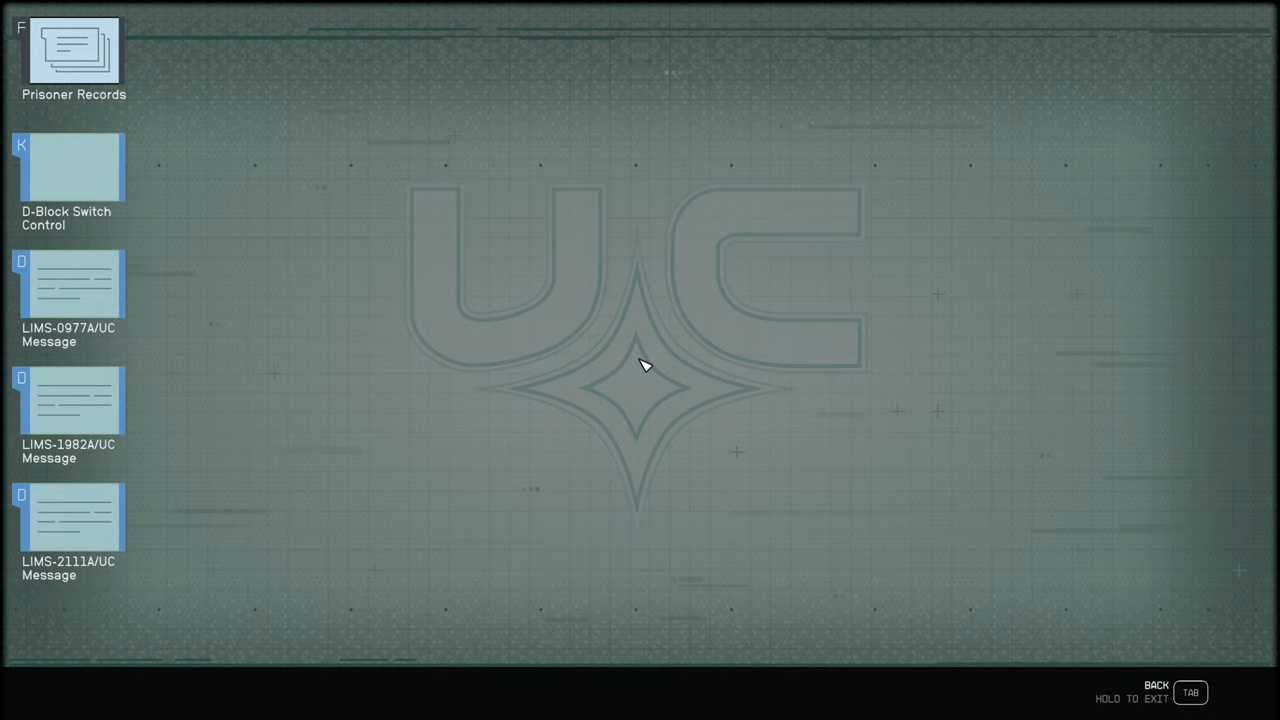 F
Prisoner Records
K
D-Block Switch
Control
D
LIMS-0977A/UC
Message
D
LIMS-1982A/UC
Message
D
LIMS-2111A/UC
Message
UC
BACK
HOLD TO EXIT
TAB